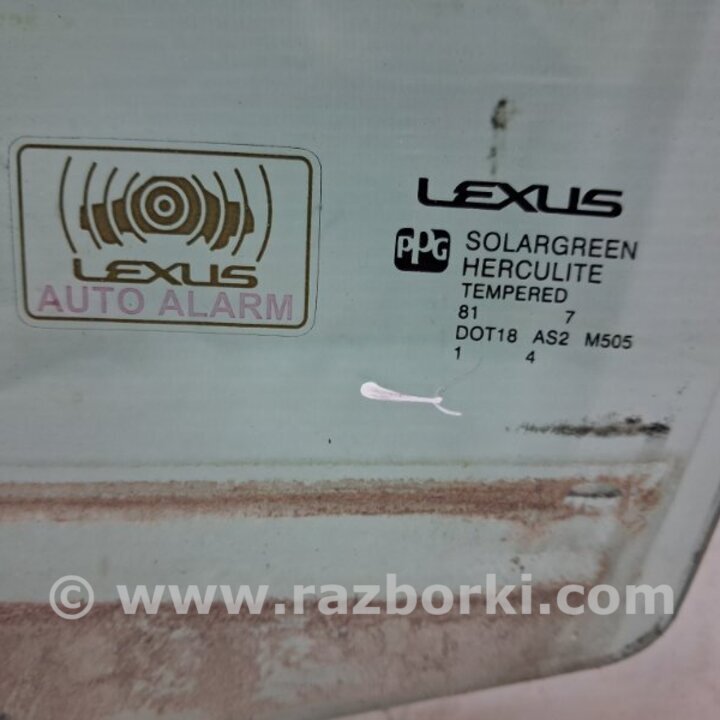 LEXUS
AUTO ALARM
LEXUS
PPG SOLARGREEN
HERCULITE
TEMPERED
81 7
DOT18 AS2 M505
1 4
© www.razborki.com